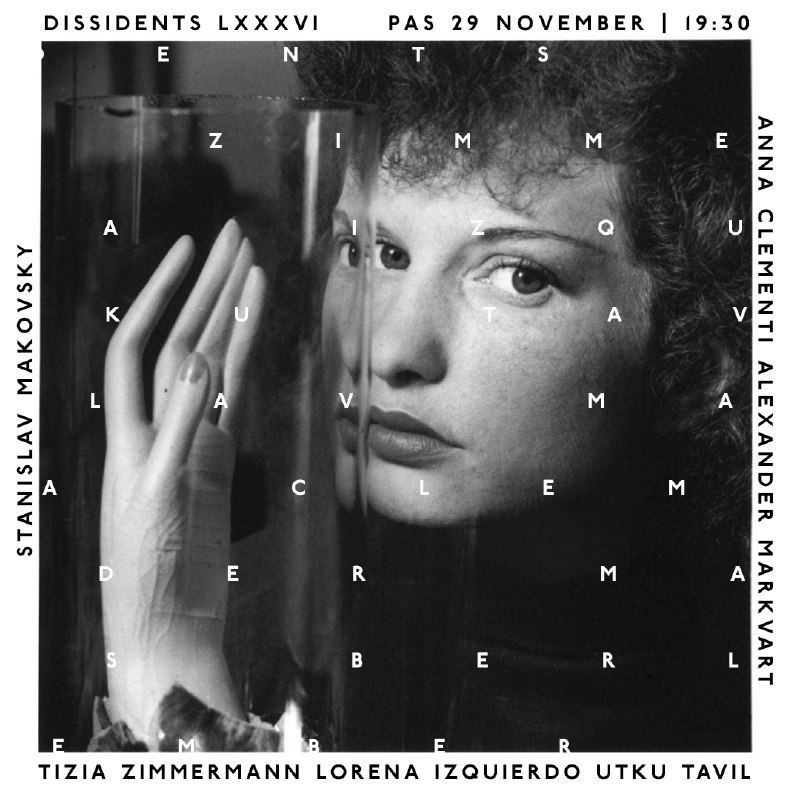 DISSIDENTS LXXXVI PAS 29 NOVEMBER | 19:30
E N T S
Z I M M E
A I Z Q U
K U T A V
L A V M A
A C L E M
D E R M A
S B E R L
E M B E R
STANISLAV MAKOVSKY
ANNA CLEMENTI ALEXANDER MARKVART
TIZIA ZIMMERMANN LORENA IZQUIERDO UTKU TAVIL